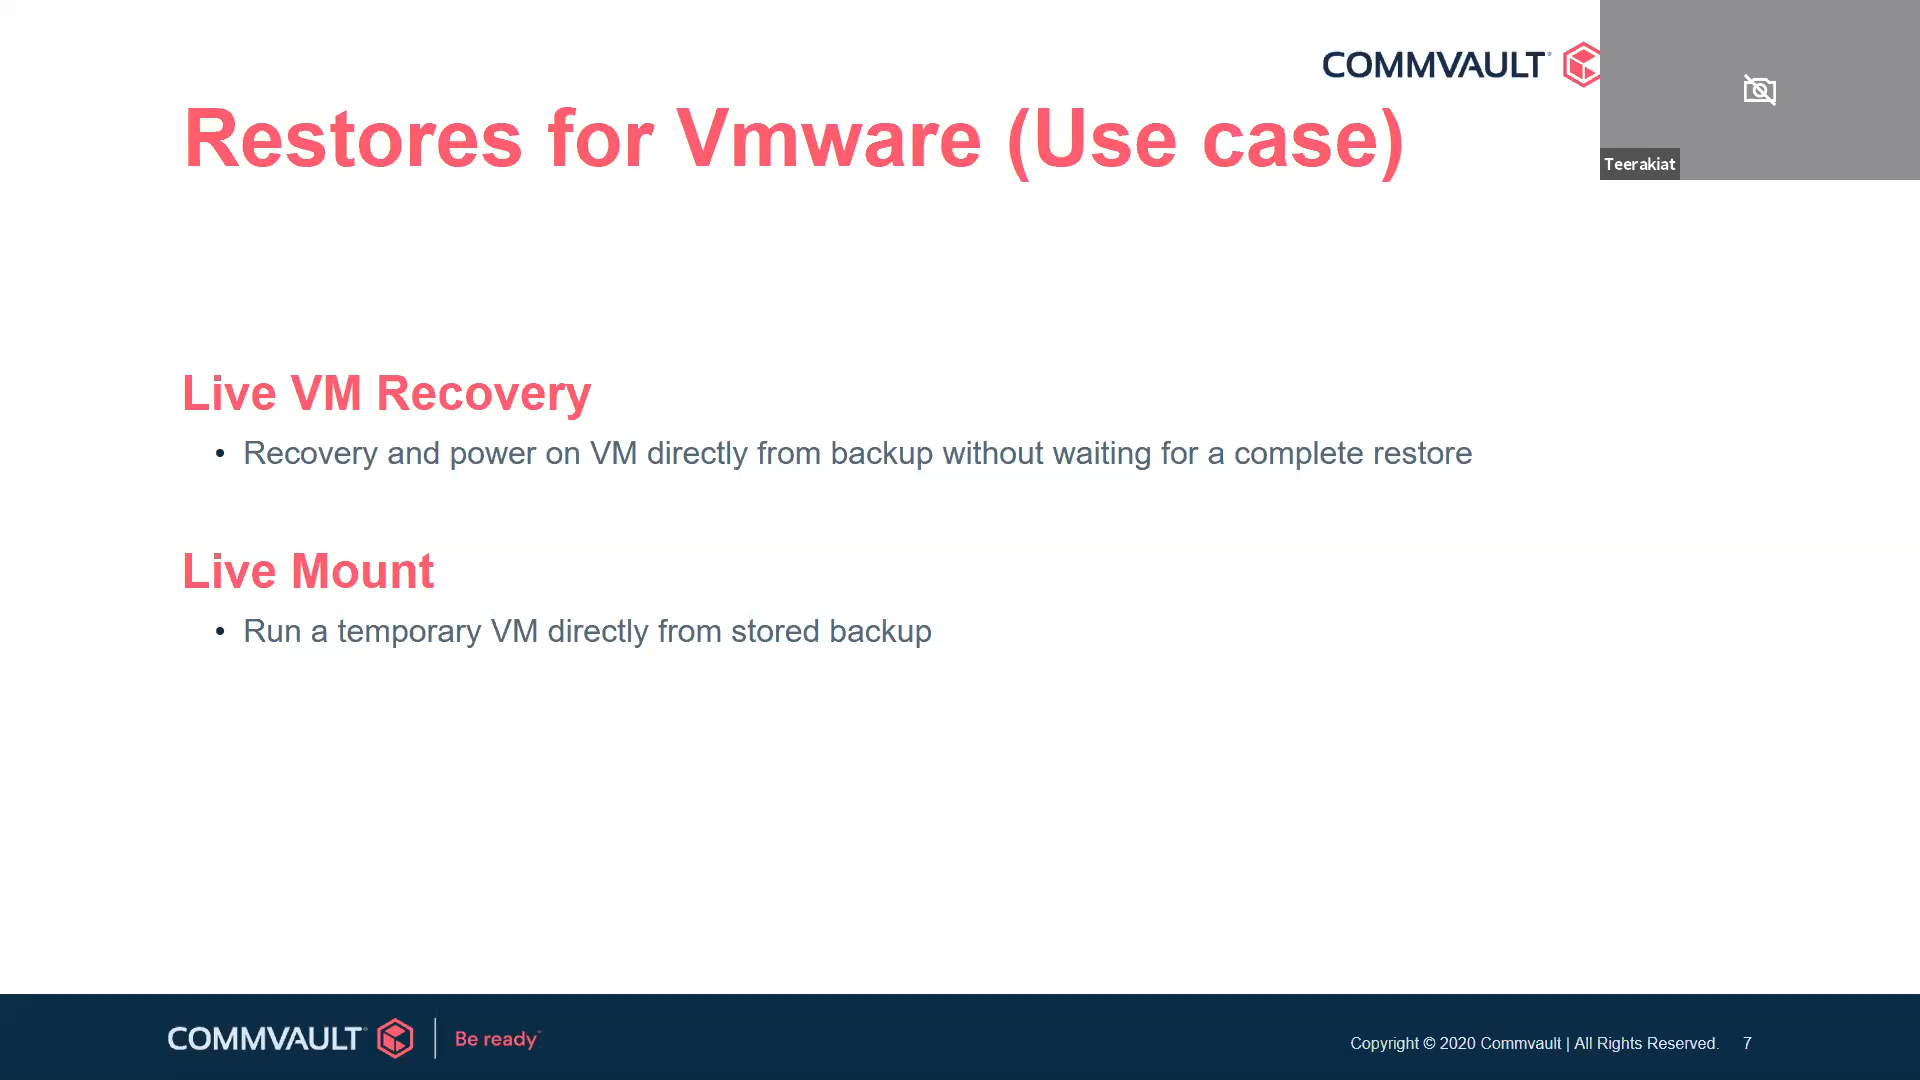 COMMVAULT
Restores for Vmware (Use case)
Teerakiat
Live VM Recovery
• Recovery and power on VM directly from backup without waiting for a complete restore
Live Mount
• Run a temporary VM directly from stored backup
COMMVAULT Be ready
Copyright © 2020 Commvault | All Rights Reserved. 7